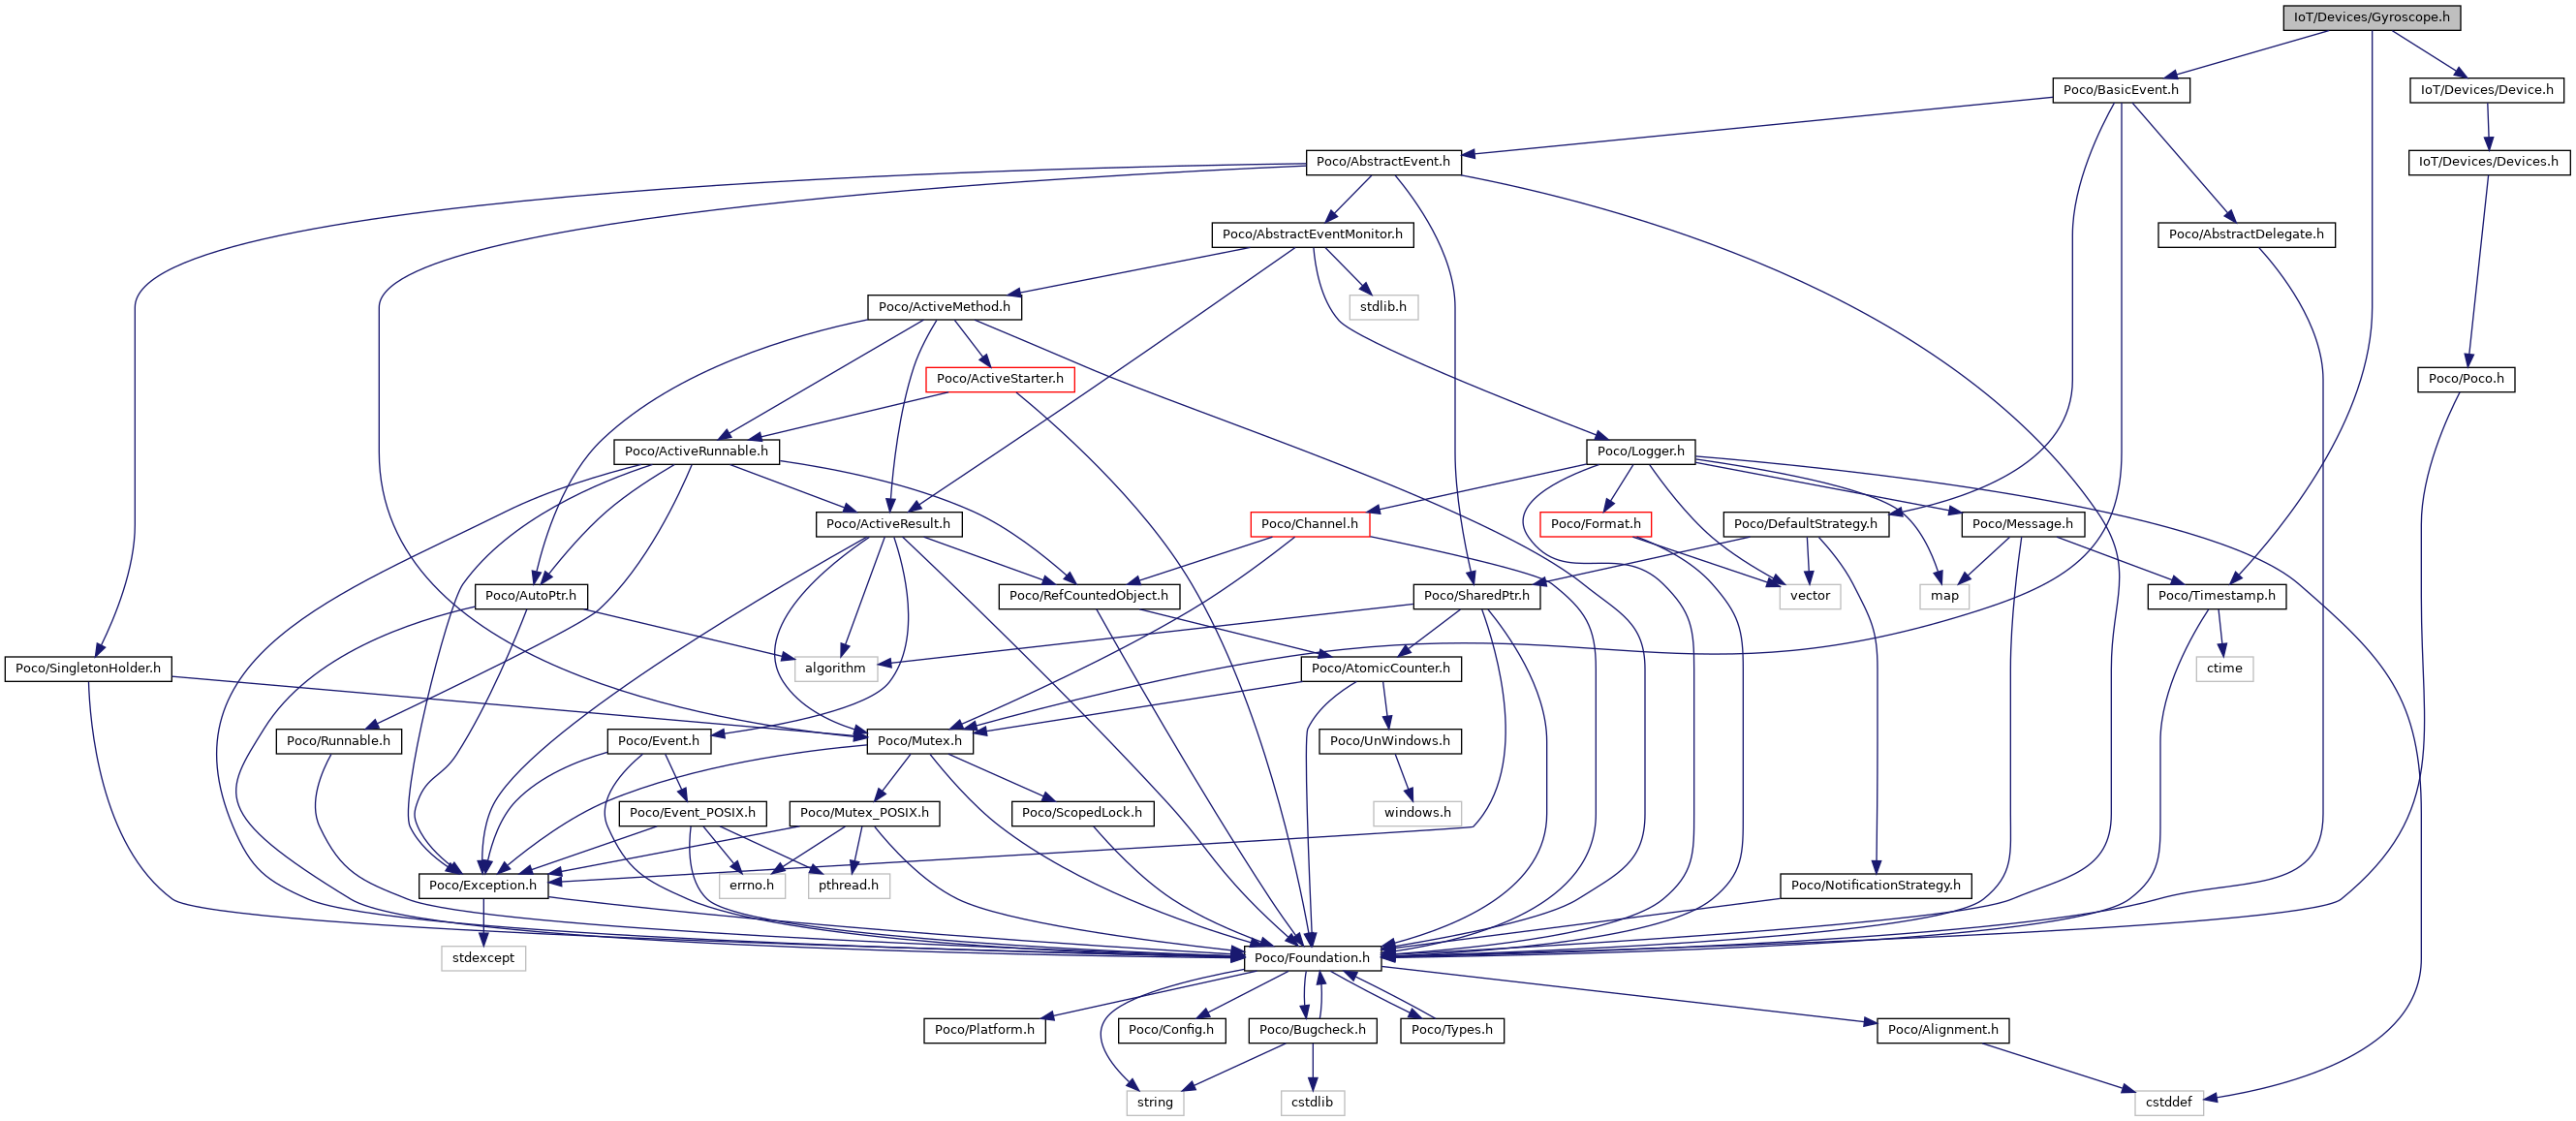 IoT/Devices/Gyroscope.h
Poco/BasicEvent.h
IoT/Devices/Device.h
Poco/AbstractEvent.h
IoT/Devices/Devices.h
Poco/AbstractEventMonitor.h
Poco/AbstractDelegate.h
Poco/ActiveMethod.h
stdlib.h
Poco/ActiveStarter.h
Poco/Poco.h
Poco/ActiveRunnable.h
Poco/Logger.h
Poco/ActiveResult.h
Poco/Channel.h
Poco/Format.h
Poco/DefaultStrategy.h
Poco/Message.h
Poco/AutoPtr.h
Poco/RefCountedObject.h
Poco/SharedPtr.h
vector
map
Poco/Timestamp.h
Poco/SingletonHolder.h
algorithm
Poco/AtomicCounter.h
ctime
Poco/Runnable.h
Poco/Event.h
Poco/Mutex.h
Poco/UnWindows.h
Poco/Event_POSIX.h
Poco/Mutex_POSIX.h
Poco/ScopedLock.h
windows.h
Poco/Exception.h
errno.h
pthread.h
Poco/NotificationStrategy.h
stdexcept
Poco/Foundation.h
Poco/Platform.h
Poco/Config.h
Poco/Bugcheck.h
Poco/Types.h
Poco/Alignment.h
string
cstdlib
cstddef